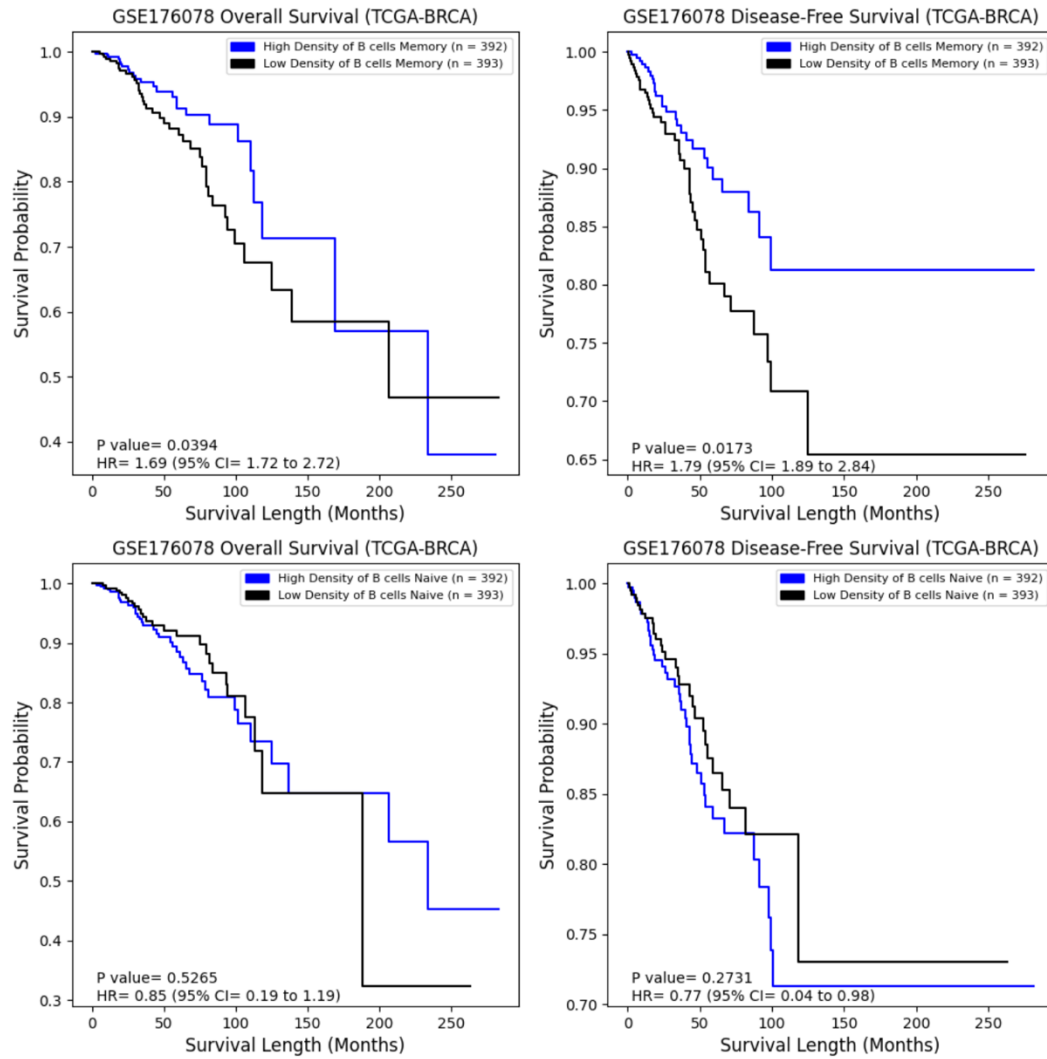 GSE176078 Overall Survival (TCGA-BRCA)
High Density of B cells Memory (n = 392)
Low Density of B cells Memory (n = 393)
1.0
0.9
0.8
0.7
0.6
0.5
0.4
Survival Probability
P value= 0.0394
HR= 1.69 (95% CI= 1.72 to 2.72)
0
50
100
150
200
250
Survival Length (Months)
GSE176078 Disease-Free Survival (TCGA-BRCA)
High Density of B cells Memory (n = 392)
Low Density of B cells Memory (n = 393)
1.00
0.95
0.90
0.85
0.80
0.75
0.70
0.65
Survival Probability
P value= 0.0173
HR= 1.79 (95% CI= 1.89 to 2.84)
0
50
100
150
200
250
Survival Length (Months)
GSE176078 Overall Survival (TCGA-BRCA)
High Density of B cells Naive (n = 392)
Low Density of B cells Naive (n = 393)
1.0
0.9
0.8
0.7
0.6
0.5
0.4
0.3
Survival Probability
P value= 0.5265
HR= 0.85 (95% CI= 0.19 to 1.19)
0
50
100
150
200
250
Survival Length (Months)
GSE176078 Disease-Free Survival (TCGA-BRCA)
High Density of B cells Naive (n = 392)
Low Density of B cells Naive (n = 393)
1.00
0.95
0.90
0.85
0.80
0.75
0.70
Survival Probability
P value= 0.2731
HR= 0.77 (95% CI= 0.04 to 0.98)
0
50
100
150
200
250
Survival Length (Months)